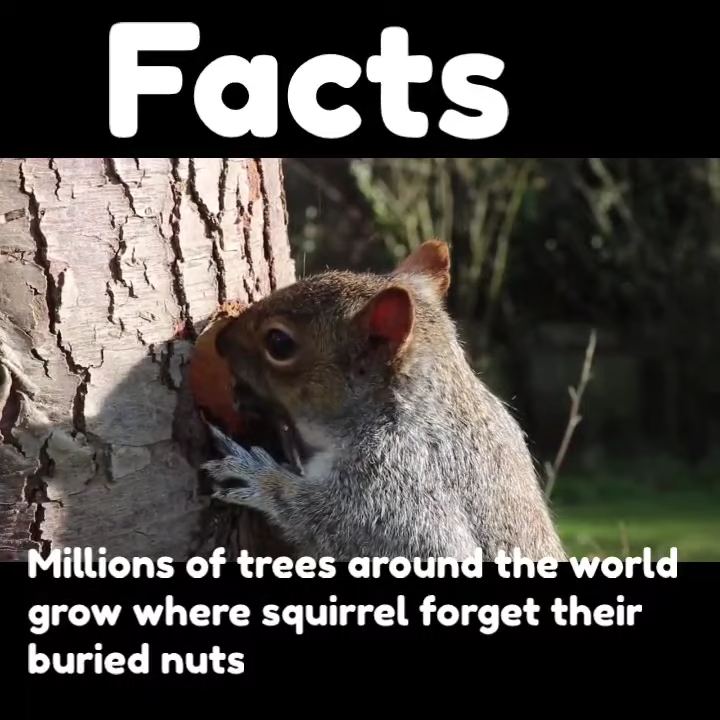 Facts
Millions of trees around the world
grow where squirrel forget their
buried nuts